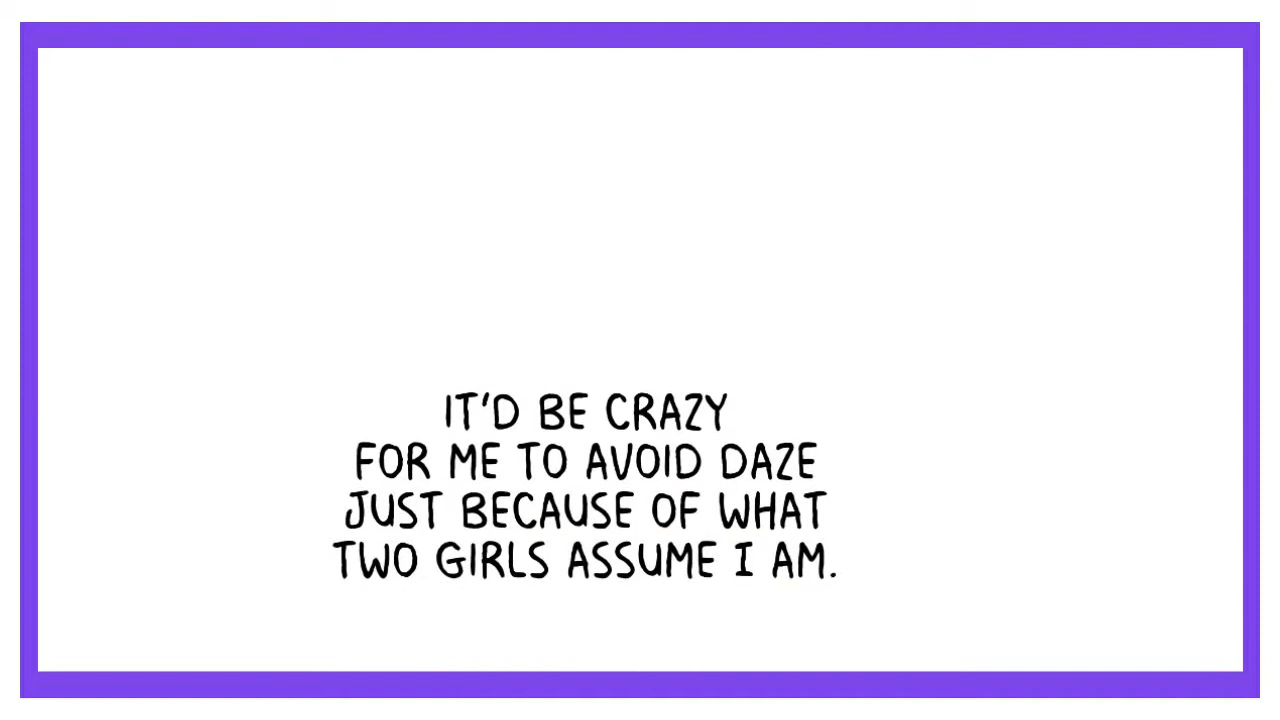 IT'D BE CRAZY
FOR ME TO AVOID DAZE
JUST BECAUSE OF WHAT
TWO GIRLS ASSUME I AM.